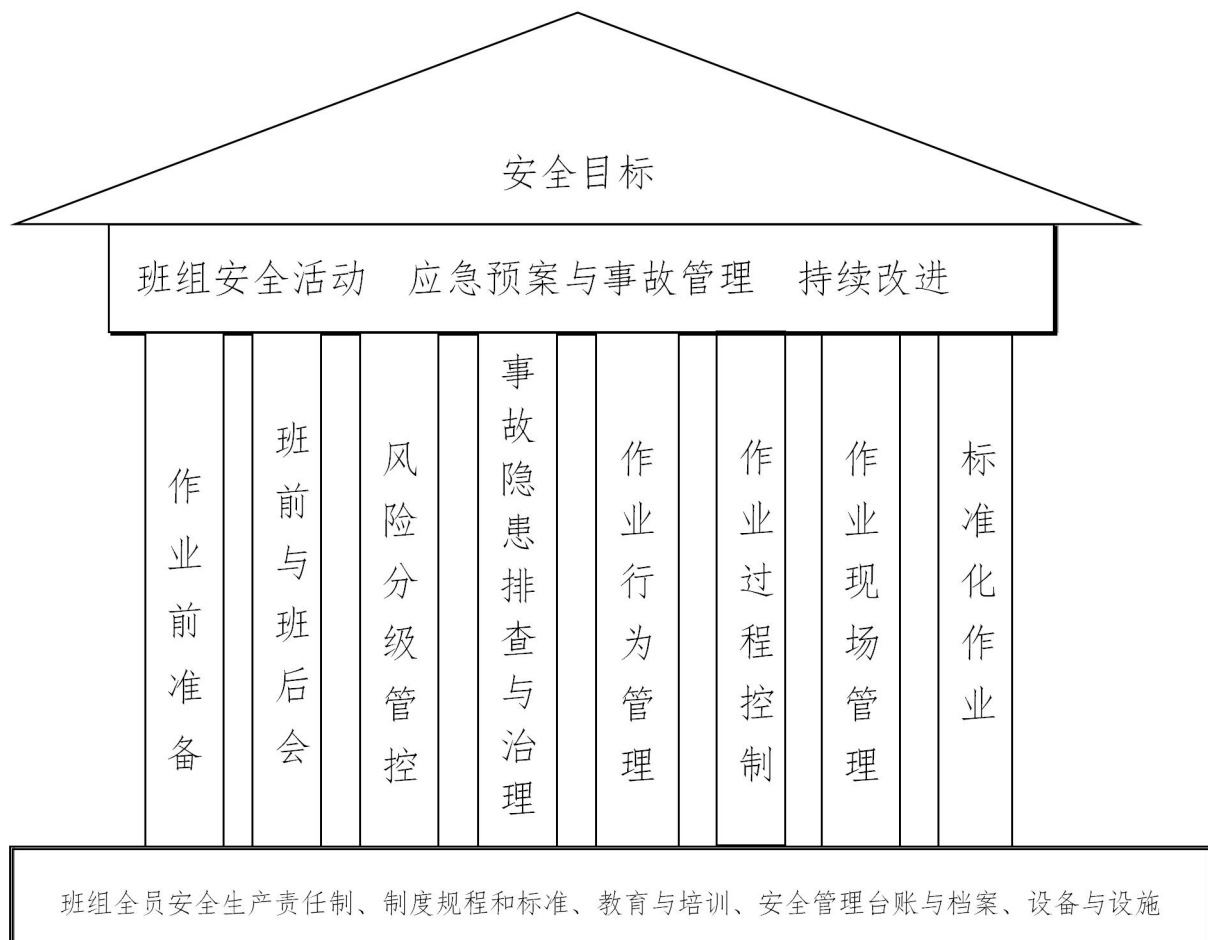 安全目标
班组安全活动　应急预案与事故管理　持续改进
作业前准备
班前与班后会
风险分级管控
事故隐患排查与治理
作业行为管理
作业过程控制
作业现场管理
标准化作业
班组全员安全生产责任制、制度规程和标准、教育与培训、安全管理台账与档案、设备与设施